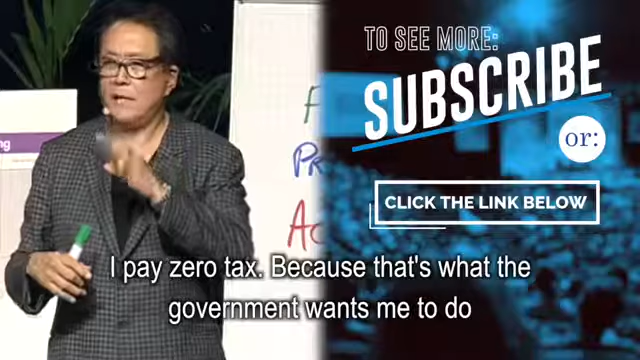 TO SEE MORE:
SUBSCRIBE
or:
CLICK THE LINK BELOW
I pay zero tax. Because that's what the
government wants me to do